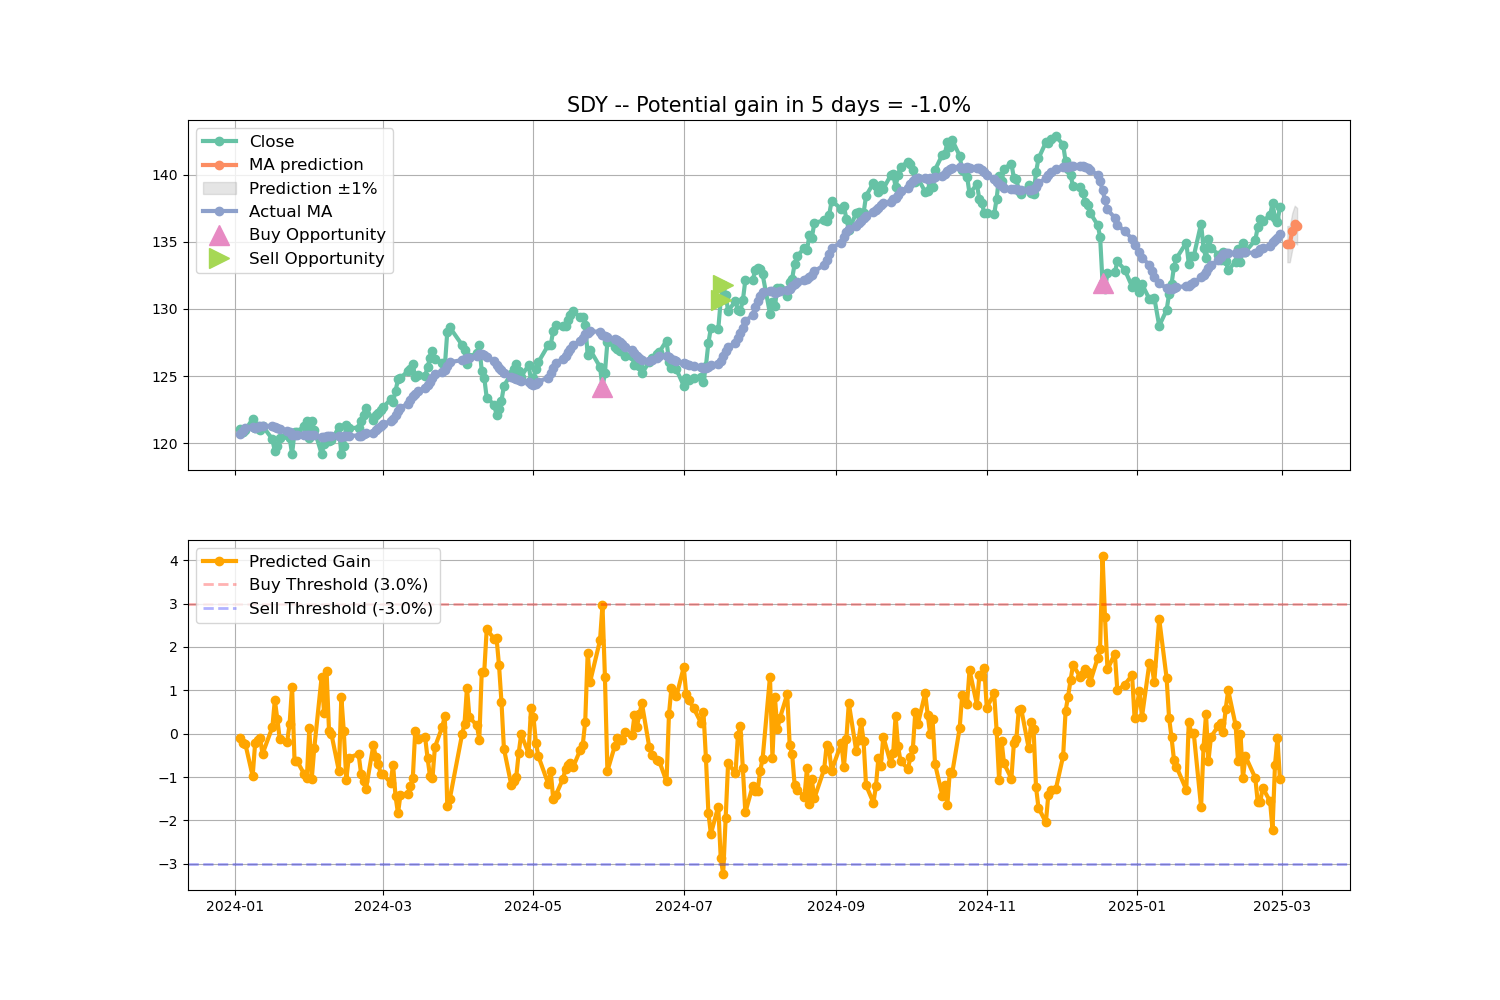 SDY -- Potential gain in 5 days = -1.0%
Close
MA prediction
Prediction ±1%
Actual MA
Buy Opportunity
Sell Opportunity
140
135
130
125
120
Predicted Gain
Buy Threshold (3.0%)
Sell Threshold (-3.0%)
4
3
2
1
0
−1
−2
−3
2024-01 2024-03 2024-05 2024-07 2024-09 2024-11 2025-01 2025-03